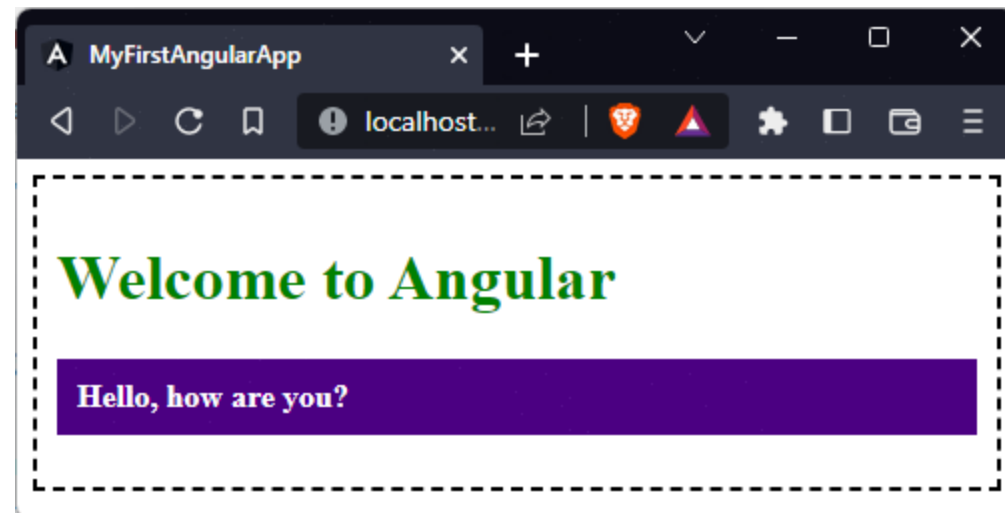 MyFirstAngularApp
localhost...
Welcome to Angular
Hello, how are you?